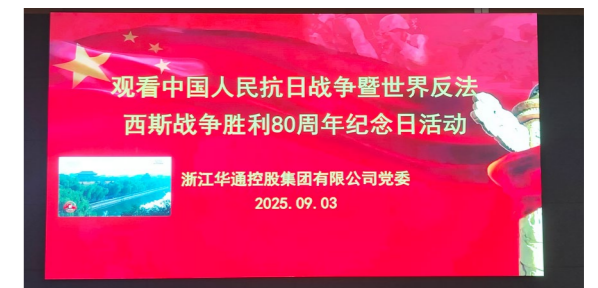 观看中国人民抗日战争暨世界反法
西斯战争胜利80周年纪念日活动
浙江华通控股集团有限公司党委
2025.09.03